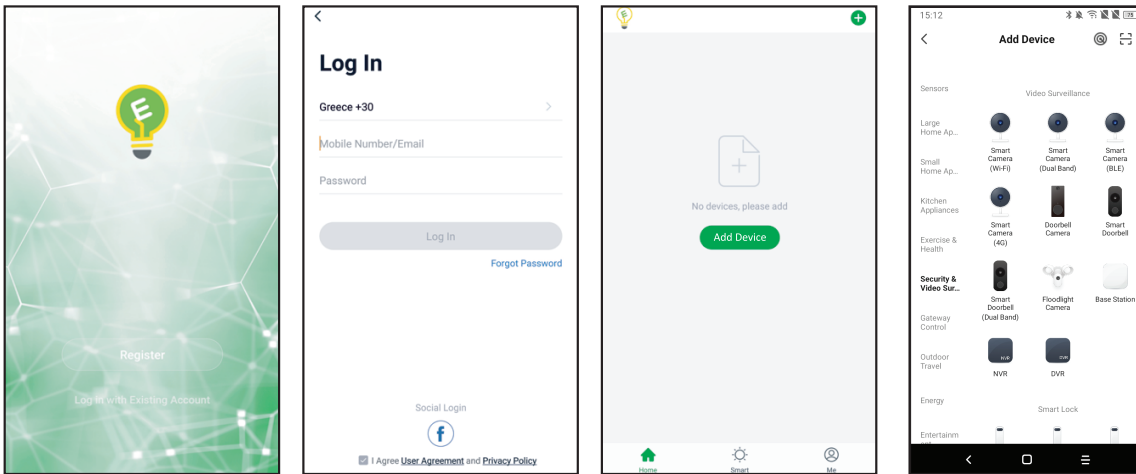 E
Register
Log In with Existing Account
Log In
Greece +30
Mobile Number/Email
Password
Log In
Forgot Password
Social Login
f
I Agree User Agreement and Privacy Policy
E
No devices, please add
Add Device
Home
Smart
Me
15:12
Add Device
Sensors
Large
Home Ap...
Small
Home Ap...
Kitchen
Appliances
Exercise &
Health
Security &
Video Sur...
Gateway
Control
Outdoor
Travel
Energy
Entertainm
Video Surveillance
Smart
Camera
(Wi-Fi)
Smart
Camera
(Dual Band)
Smart
Camera
(BLE)
Smart
Camera
(4G)
Doorbell
Camera
Smart
Doorbell
Smart
Doorbell
(Dual Band)
Floodlight
Camera
Base Station
NVR
NVR
DVR
DVR
Smart Lock